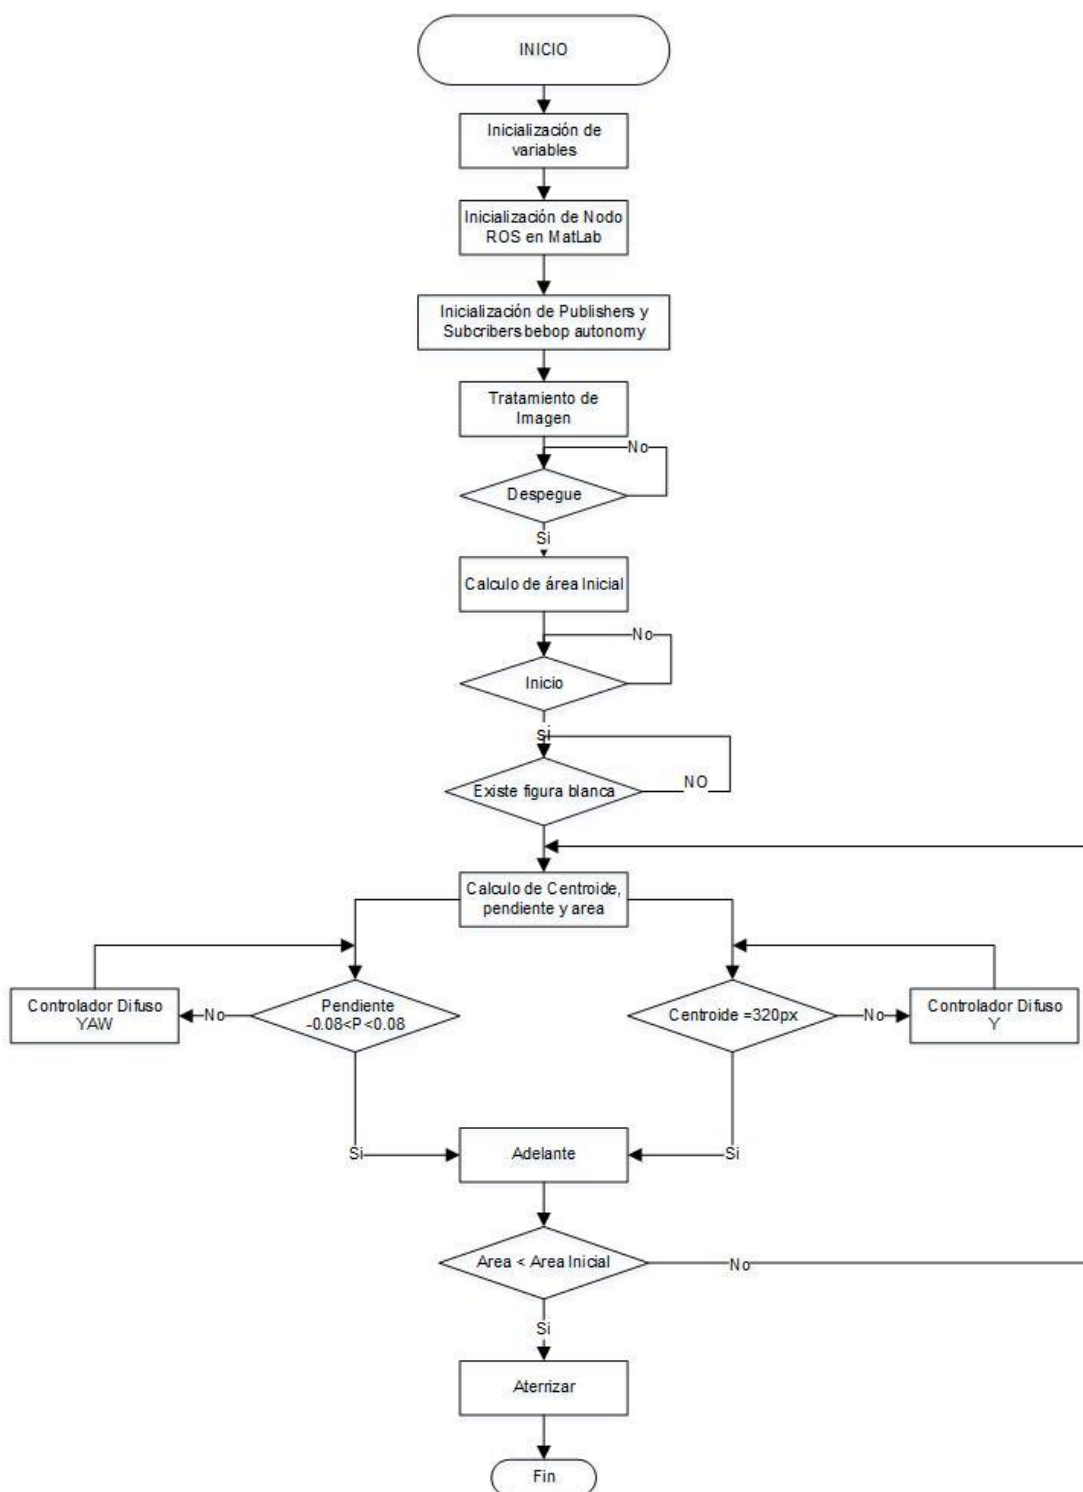 INICIO
Inicialización de
variables
Inicialización de Nodo
ROS en MatLab
Inicialización de Publishers y
Subcribers bebop autonomy
Tratamiento de
Imagen
No
Despegue
Si
Calculo de área Inicial
No
Inicio
si
Existe figura blanca
NO
Calculo de Centroide,
pendiente y area
Controlador Difuso
YAW
No
Pendiente
-0.08<P<0.08
Centroide =320px
No
Controlador Difuso
Y
Si
Adelante
Si
Area < Area Inicial
No
Si
Aterrizar
Fin